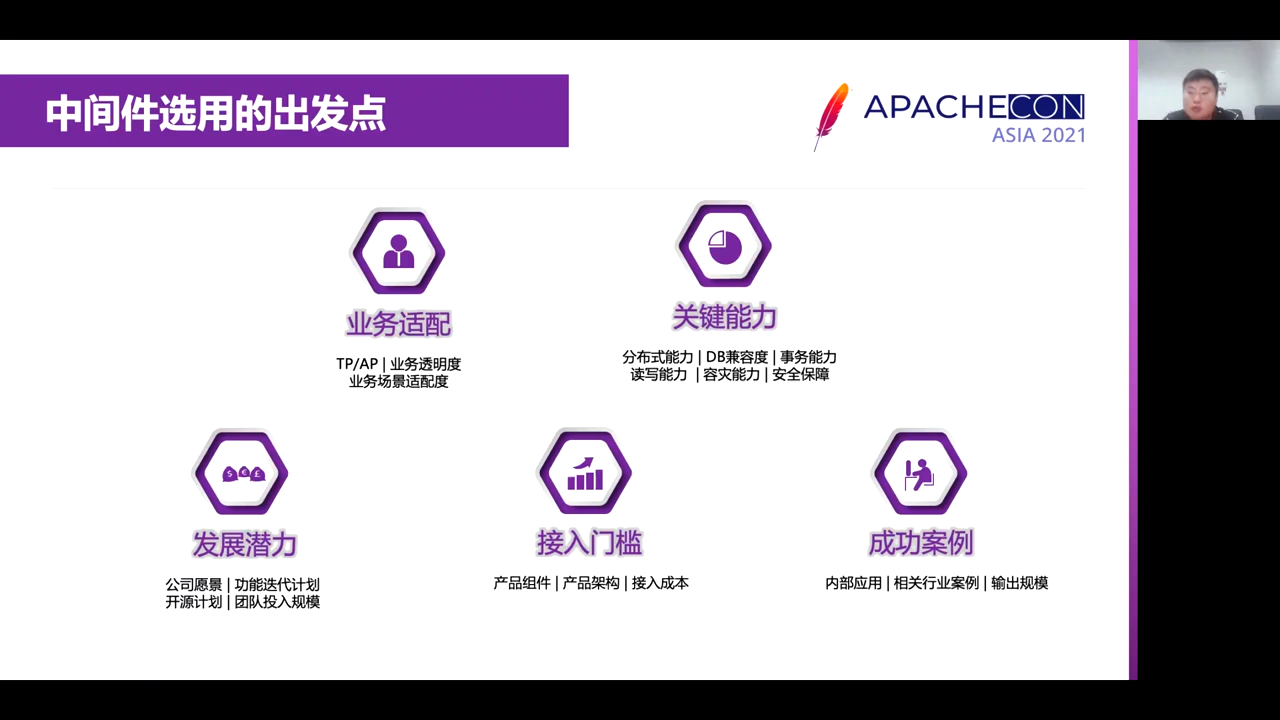 中间件选用的出发点
APACHECON
ASIA 2021
业务适配
TP/AP | 业务透明度
业务场景适配度
关键能力
分布式能力 | DB兼容度 | 事务能力
读写能力 | 容灾能力 | 安全保障
发展潜力
公司愿景 | 功能迭代计划
开源计划 | 团队投入规模
接入门槛
产品组件 | 产品架构 | 接入成本
成功案例
内部应用 | 相关行业案例 | 输出规模